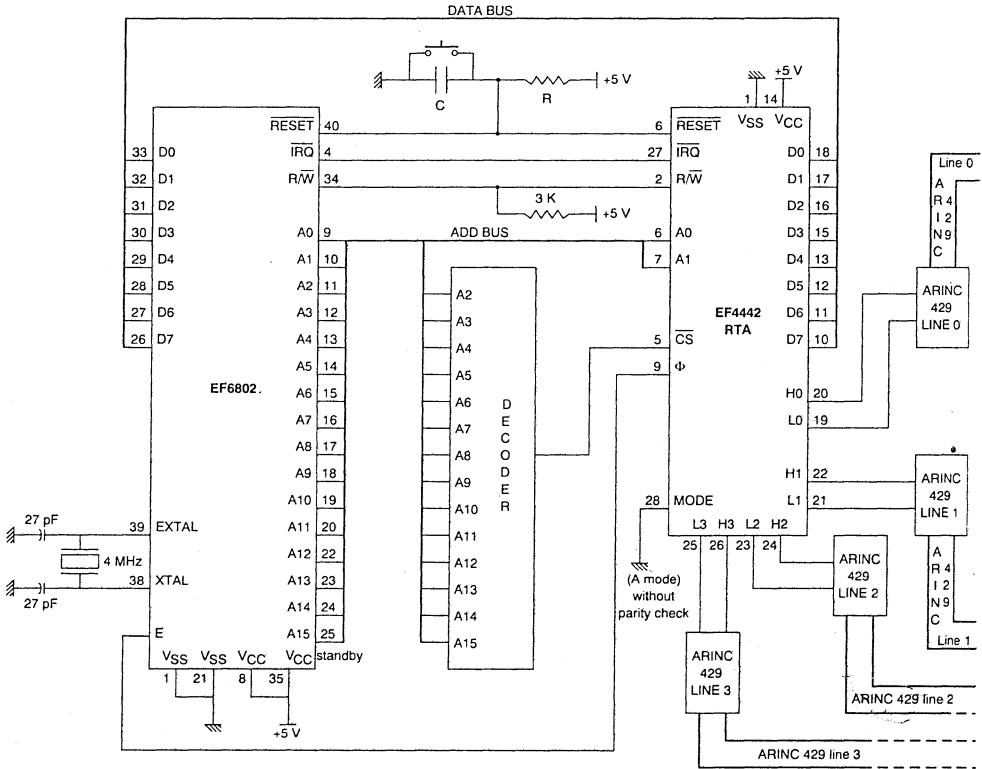 DATA BUS
+5 V
C
R
+5 V
1 14
VSS VCC
RESET 40
6 RESET
IRQ 4
27 IRQ
R/W 34
2 R/W
3 K
+5 V
33 D0
32 D1
31 D2
30 D3
29 D4
28 D5
27 D6
26 D7
EF6802.
A0 9
A1 10
A2 11
A3 12
A4 13
A5 14
A6 15
A7 16
A8 17
A9 18
A10 19
A11 20
A12 22
A13 23
A14 24
A15 25
ADD BUS
A2
A3
A4
A5
A6
A7
A8
A9
A10
A11
A12
A13
A14
A15
DECODER
6 A0
7 A1
5 CS
9 Φ
EF4442
RTA
D0 18
D1 17
D2 16
D3 15
D4 13
D5 12
D6 11
D7 10
H0 20
L0 19
H1 22
L1 21
28 MODE
L3 H3 L2 H2
25 26 23 24
(A mode)
without
parity check
27 pF
39 EXTAL
4 MHz
38 XTAL
27 pF
E
VSS VSS VCC VCC standby
1 21 8 35
+5 V
Line 0
ARINC 429
ARINC
429
LINE 0
ARINC
429
LINE 1
ARINC 429
Line 1
ARINC
429
LINE 2
ARINC 429 line 2
ARINC
429
LINE 3
ARINC 429 line 3